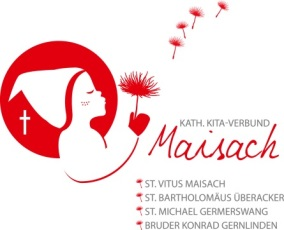 KATH. KITA-VERBUND
Maisach
ST. VITUS MAISACH
ST. BARTHOLOMÄUS ÜBERACKER
ST. MICHAEL GERMERSWANG
BRUDER KONRAD GERNLINDEN